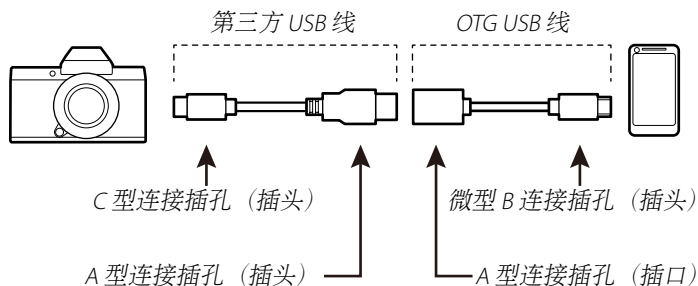 第三方 USB 线
OTG USB 线
C 型连接插孔（插头）
微型 B 连接插孔（插头）
A 型连接插孔（插头）
A 型连接插孔（插口）